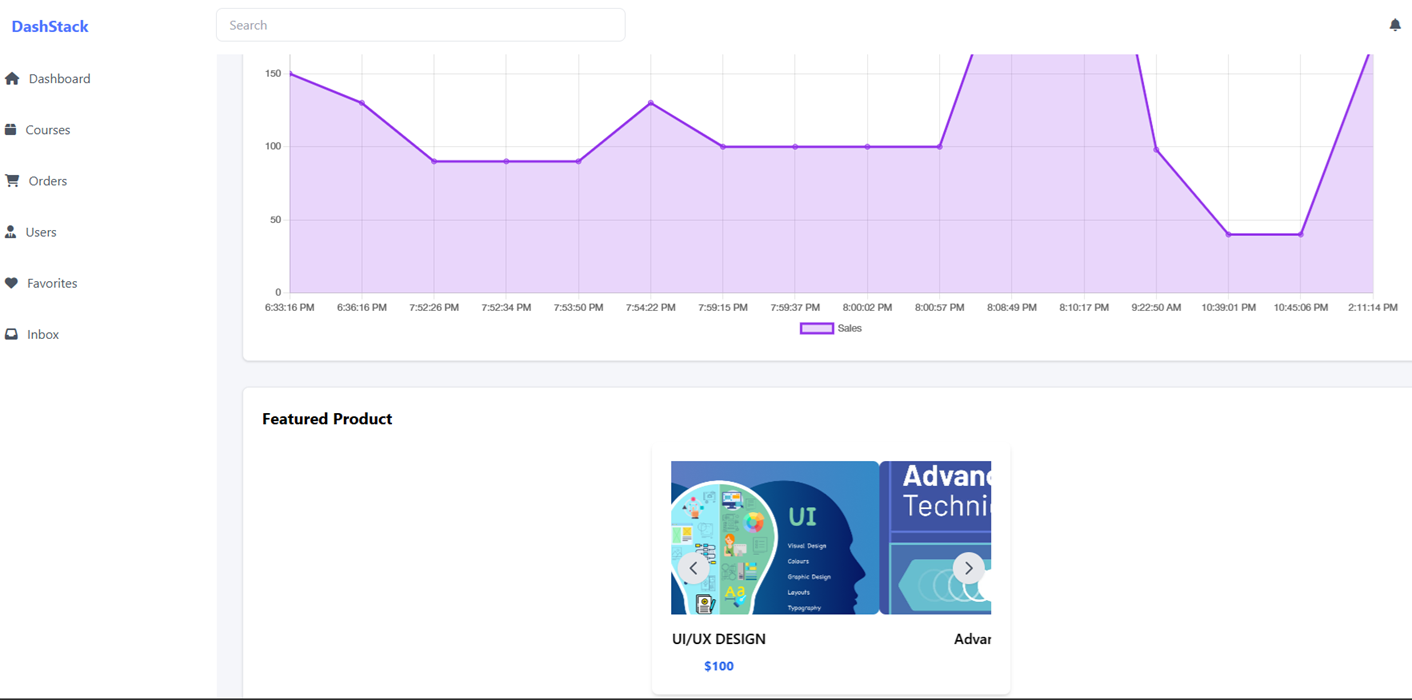 DashStack
Search
Dashboard
Courses
Orders
Users
Favorites
Inbox
150
100
50
0
6:33:16 PM 6:36:16 PM 7:52:26 PM 7:52:34 PM 7:53:50 PM 7:54:22 PM 7:59:15 PM 7:59:37 PM 8:00:02 PM 8:00:57 PM 8:08:49 PM 8:10:17 PM 9:22:50 AM 10:39:01 PM 10:45:06 PM 2:11:14 PM
Sales
Featured Product
UI
Visual Design
Colours
Graphic Design
Layouts
Typography
Aa
Advanc
Techni
UI/UX DESIGN
Advar
$100